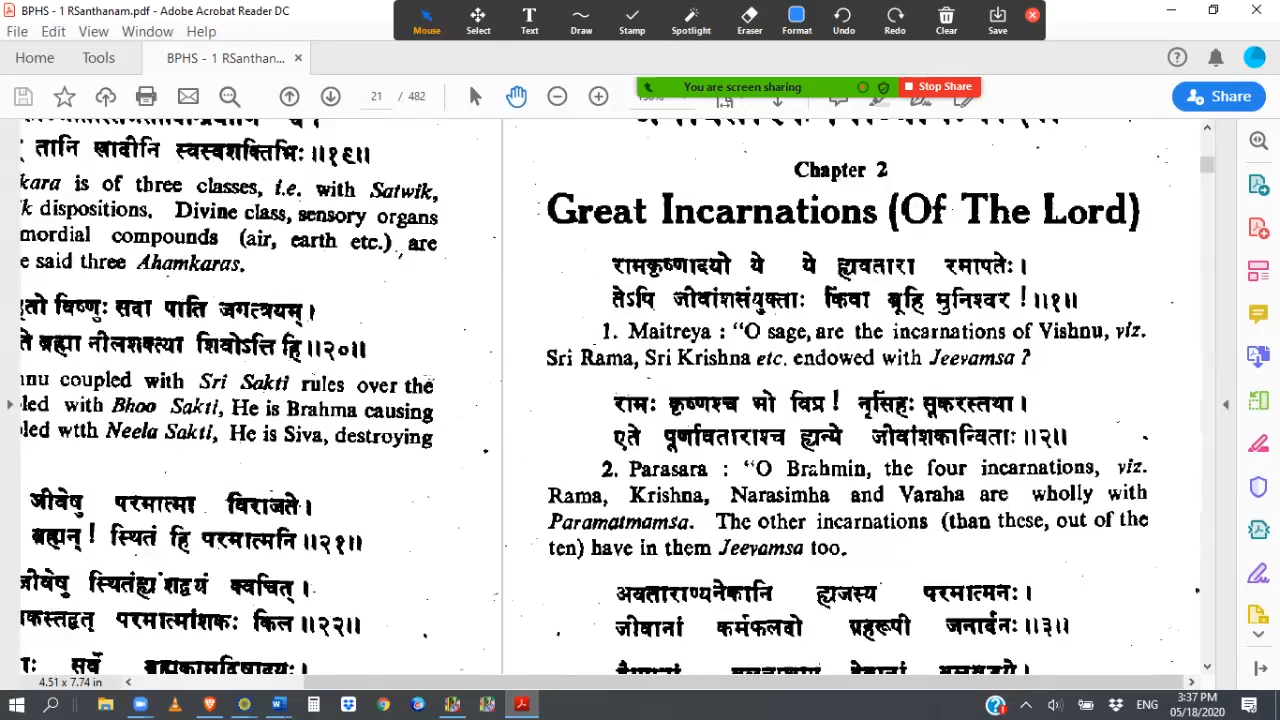 BPHS - 1 RSanthanam.pdf - Adobe Acrobat Reader DC
File Edit View Window Help
Mouse Select Text Draw Stamp Spotlight Eraser Format Undo Redo Clear Save
Home Tools BPHS - 1 RSanthan...
You are screen sharing Stop Share
21 / 482
Share
तानि खादीनि स्वस्वशक्तिभिः॥१६॥
kara is of three classes, i.e. with Satwik,
ik dispositions. Divine class, sensory organs
mordial compounds (air, earth etc.) are
e said three Ahamkaras.
विष्णुः सदा पाति जगत्त्रयम्।
ते ब्रह्मा नीलशक्त्या शिवोऽत्ति हि॥२०॥
nu coupled with Sri Sakti rules over the
led with Bhoo Sakti, He is Brahma causing
led wtth Neela Sakti, He is Siva, destroying
जीवेषु परमात्मा विराजते।
ब्रह्मन् ! स्थितं हि परमात्मनि॥२१॥
जीवेषु स्थितंह्यंशद्वयं क्वचित्।
कस्तद्वत् परमात्मांशकः किल॥२२॥
Chapter 2
Great Incarnations (Of The Lord)
रामकृष्णादयो ये ये ह्यवतारा रमापतेः।
तेऽपि जीवांशसंयुक्ताः किंवा ब्रूहि मुनिश्वर !॥१॥
1. Maitreya : “O sage, are the incarnations of Vishnu, viz.
Sri Rama, Sri Krishna etc. endowed with Jeevamsa ?
रामः कृष्णश्च भो विप्र ! नृसिंहः सूकरस्तथा।
एते पूर्णावताराश्च ह्यन्ये जीवांशकान्विताः॥२॥
2. Parasara : “O Brahmin, the four incarnations, viz.
Rama, Krishna, Narasimha and Varaha are wholly with
Paramatmamsa. The other incarnations (than these, out of the
ten) have in them Jeevamsa too.
अवताराण्यनेकानि ह्यजस्य परमात्मनः।
जीवानां कर्मफलदो ग्रहरूपी जनार्दनः॥३॥
4.51 x 7.74 in
ENG
3:37 PM
05/18/2020